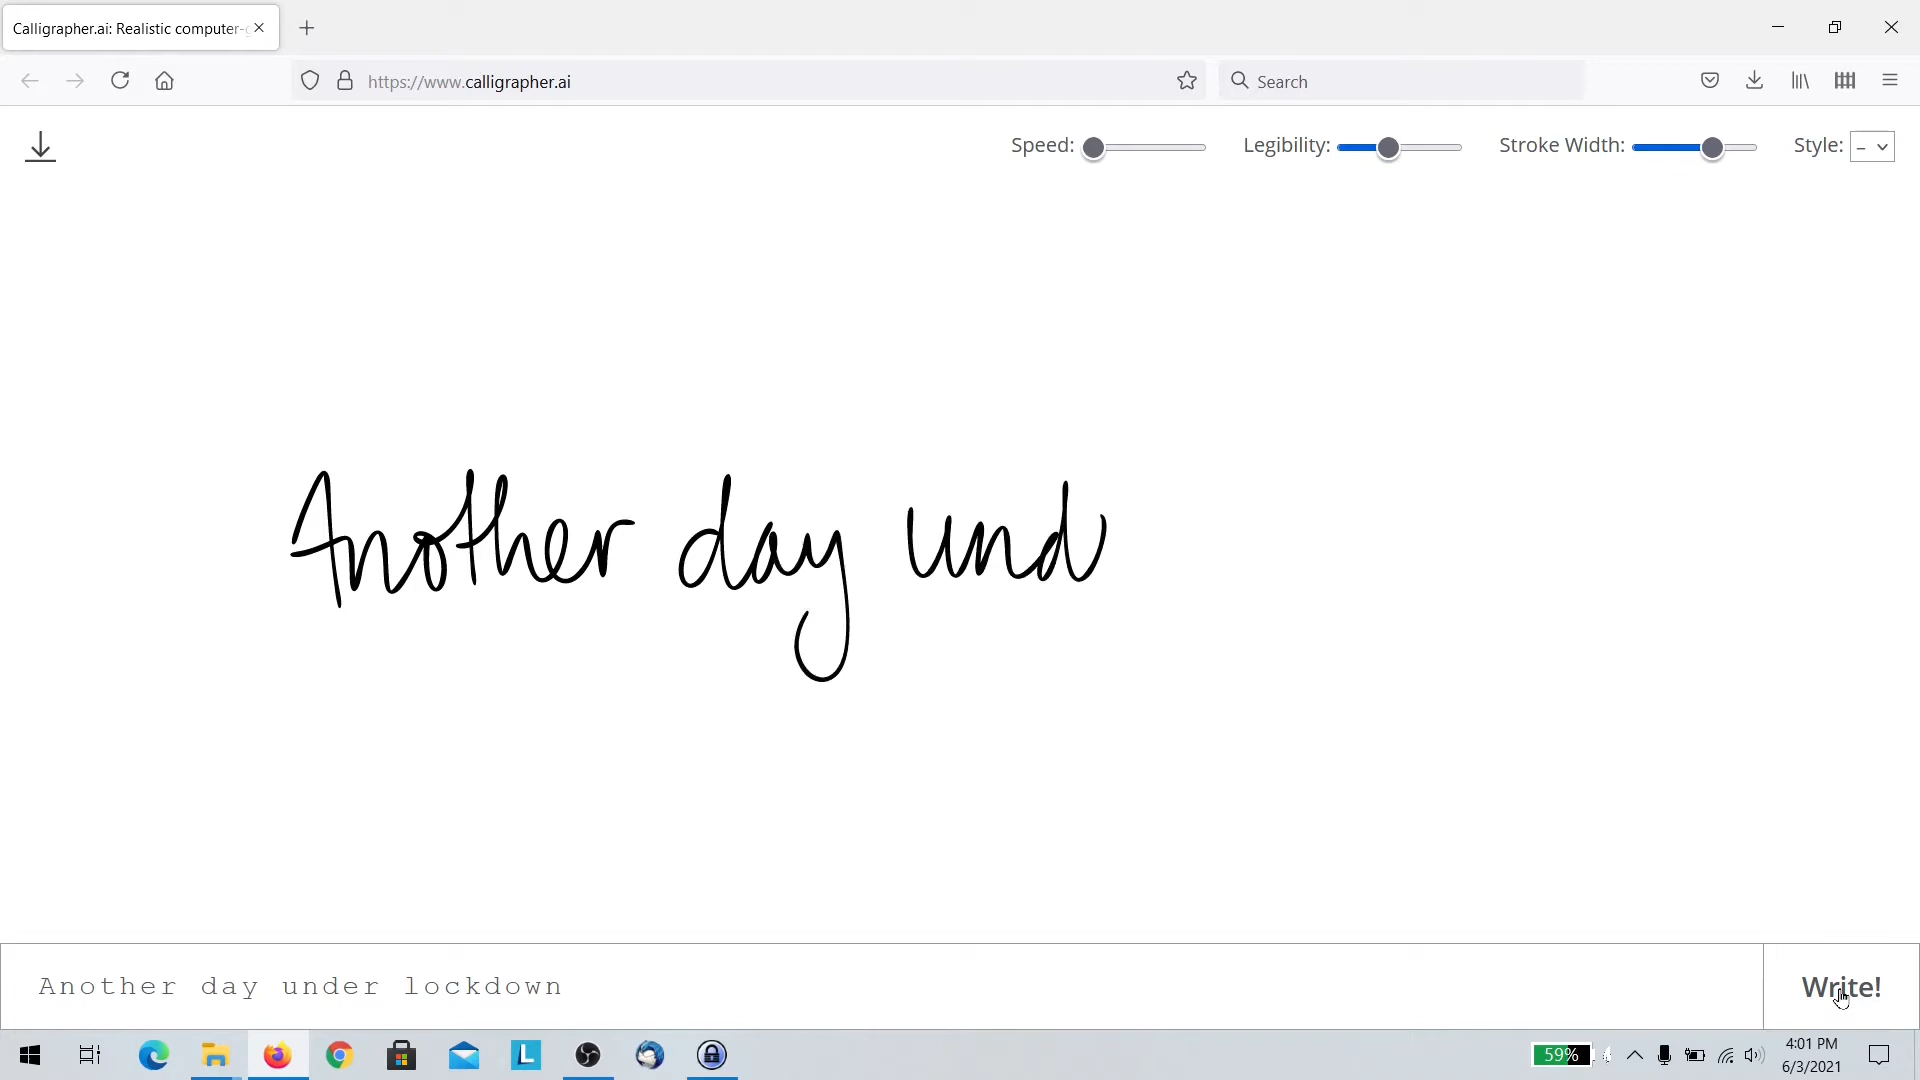 Calligrapher.ai: Realistic computer-g
https://www.calligrapher.ai
Search
Speed: Legibility: Stroke Width: Style: –
Another day und
Another day under lockdown
Write!
59%
4:01 PM
6/3/2021